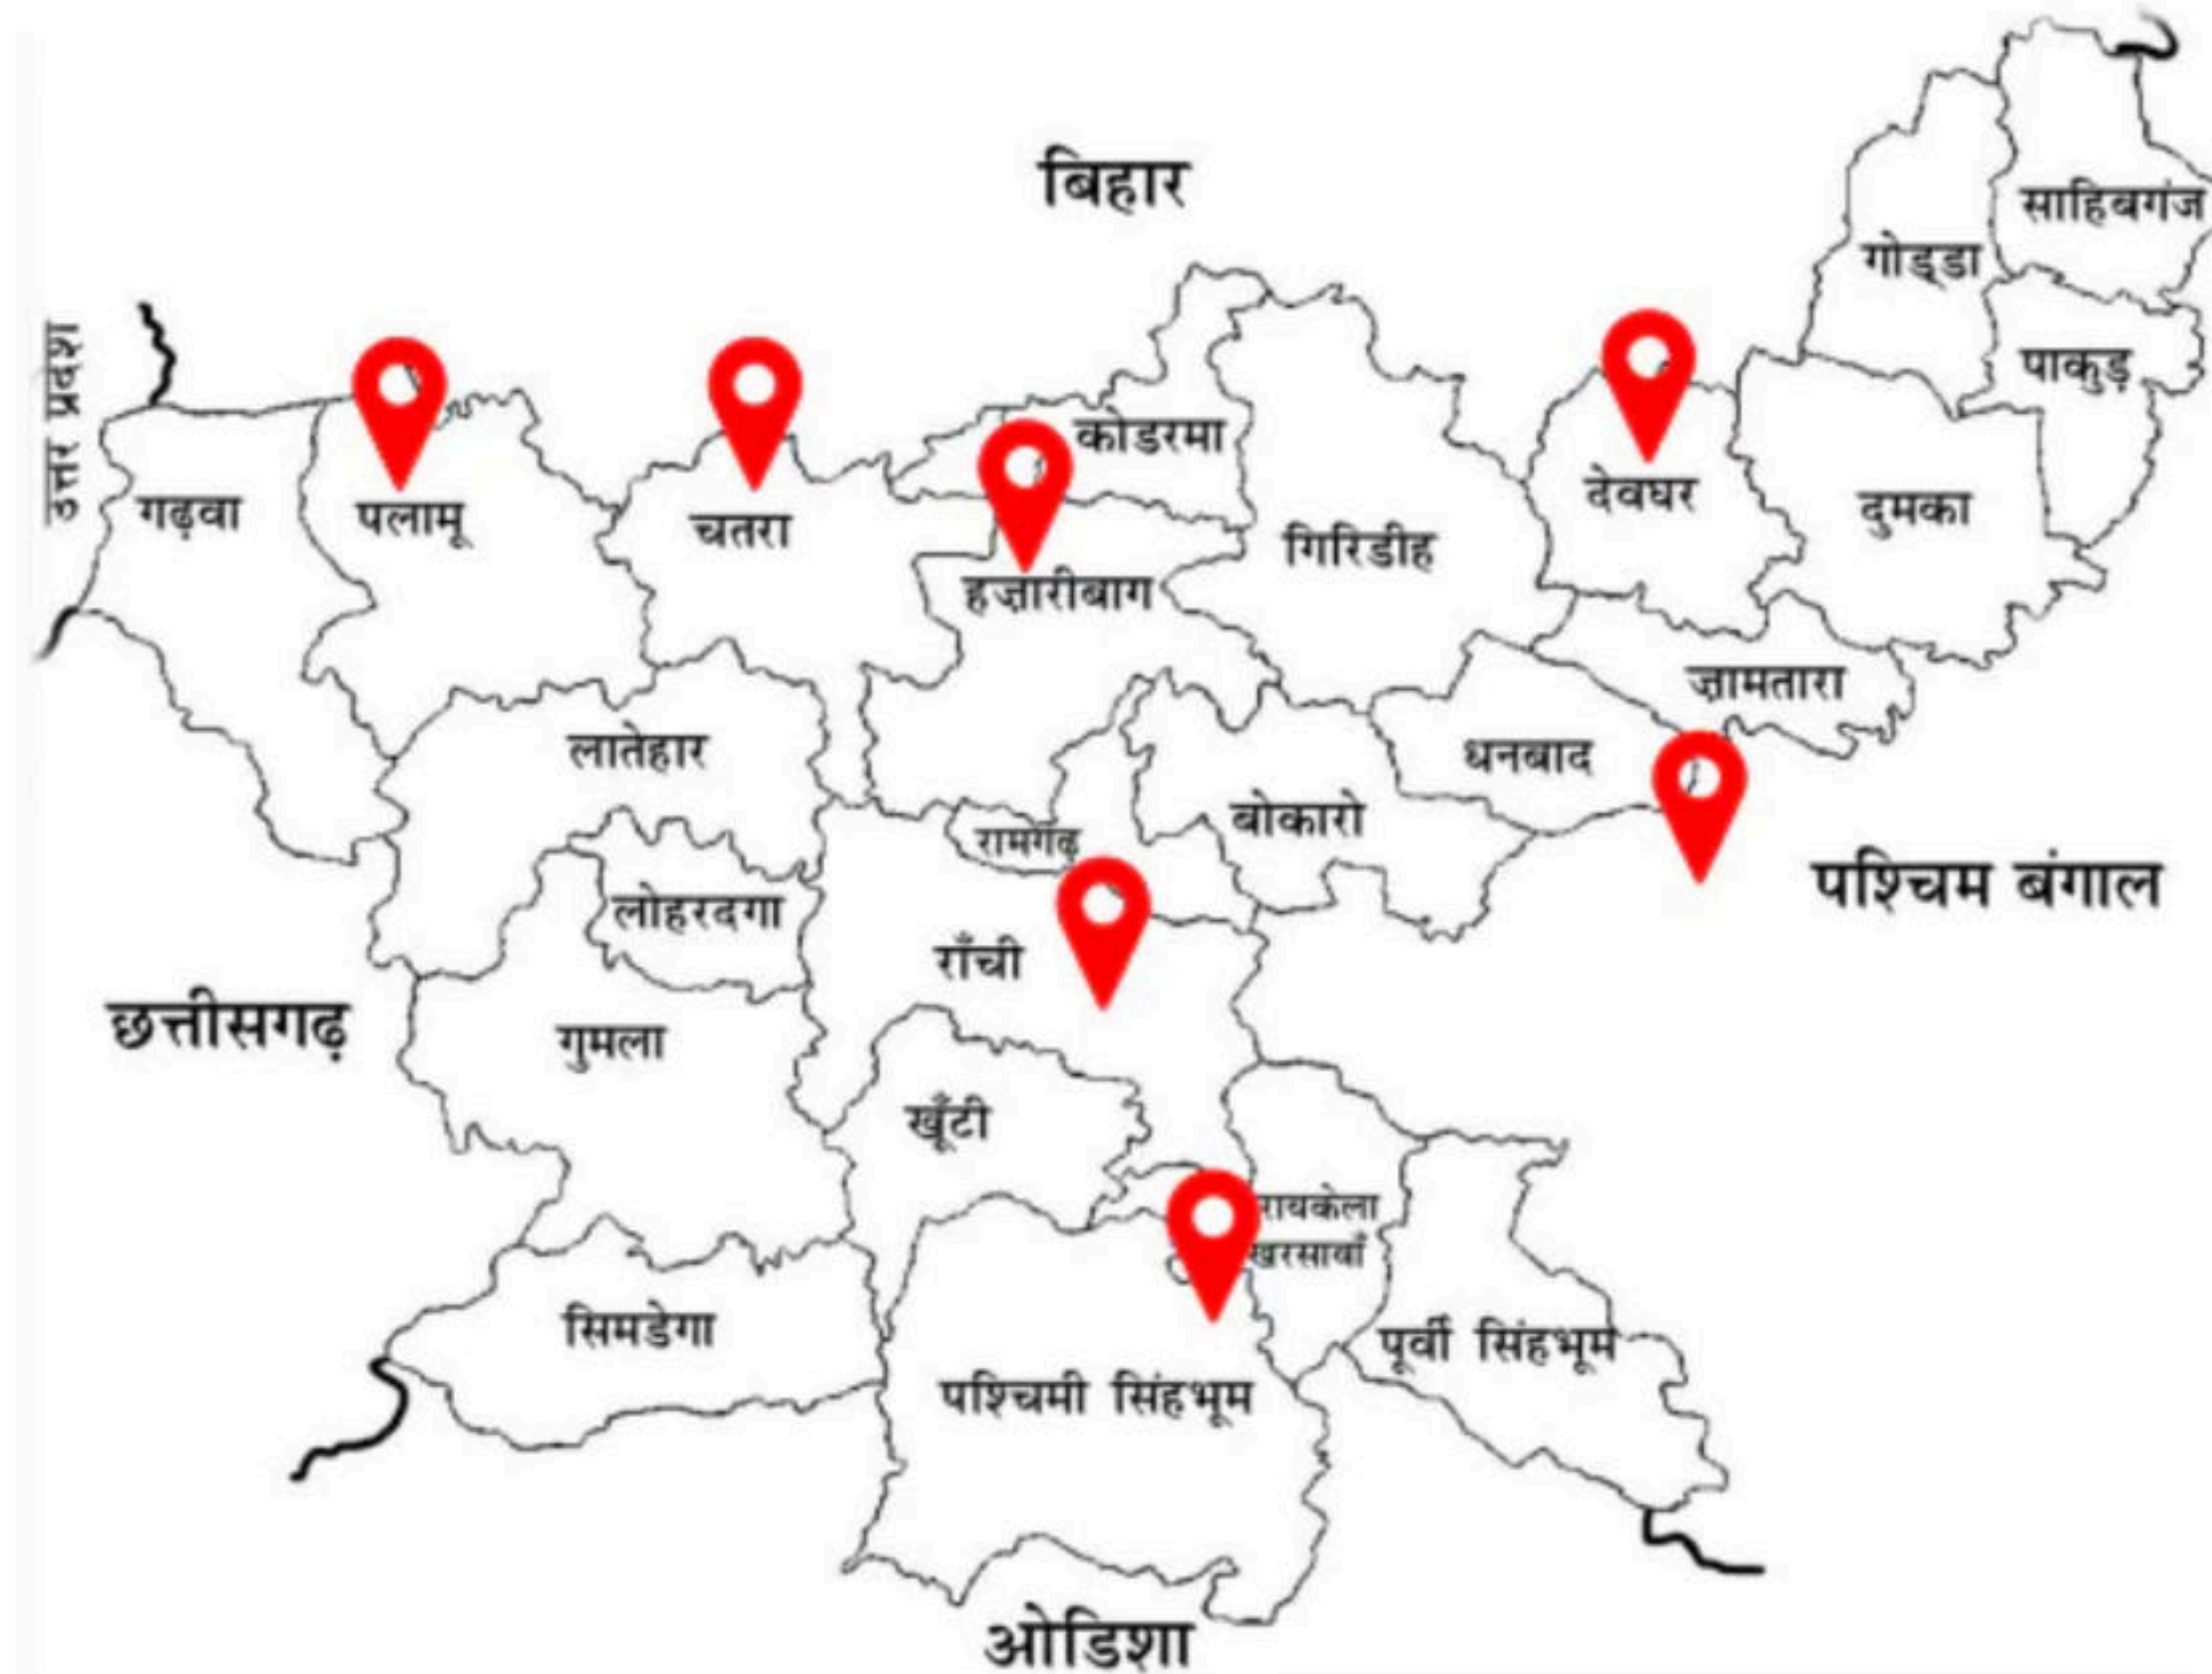 बिहार
साहिबगंज
गोड्डा
उत्तर प्रदेश
पाकुड़
कोडरमा
गढ़वा
पलामू
चतरा
देवघर
दुमका
गिरिडीह
हज़ारीबाग
ज़ामतारा
लातेहार
धनबाद
बोकारो
रामगढ़
पश्चिम बंगाल
लोहरदगा
राँची
छत्तीसगढ़
गुमला
खूँटी
रायकेला
खरसावाँ
सिमडेगा
पूर्वी सिंहभूम
पश्चिमी सिंहभूम
ओडिशा